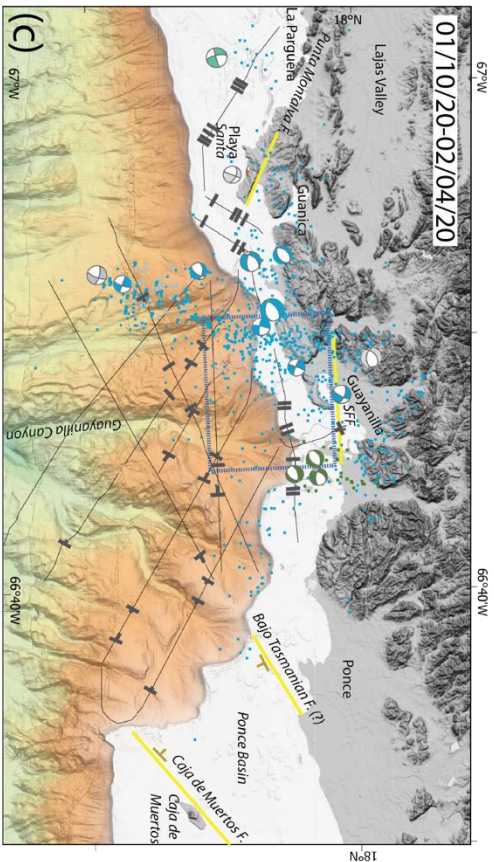 01/10/20-02/04/20
18°N
67°W
66°40'W
Lajas Valley
La Parguera
Punta Montalva F.
Playa
Santa
Guanica
Guayanilla
SFF
Ponce
Bajo Tasmanian F. (?)
Ponce Basin
Caja de Muertos F.
Caja de
Muertos
Guayanilla Canyon
(c)
67°W
66°40'W
18°N